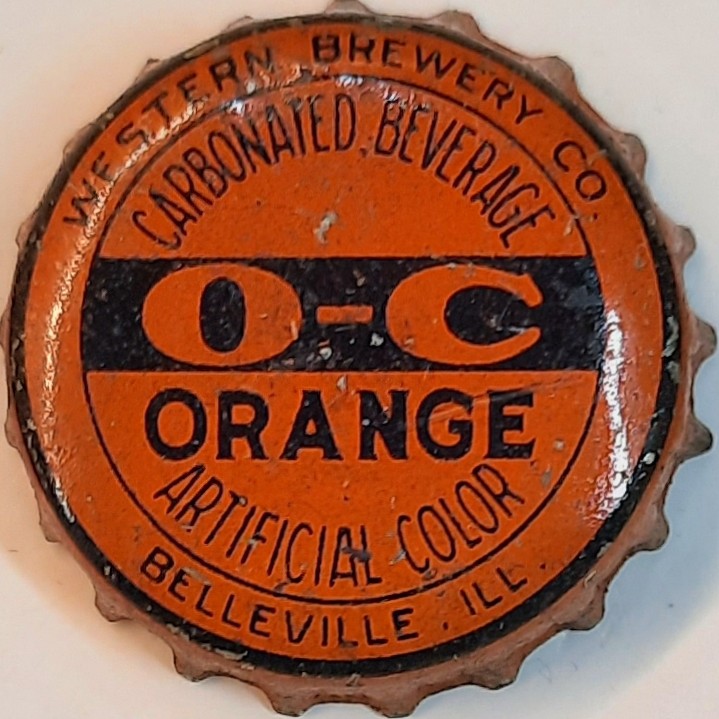 WESTERN BREWERY CO.
CARBONATED BEVERAGE
O-C
ORANGE
ARTIFICIAL COLOR
BELLEVILLE, ILL.